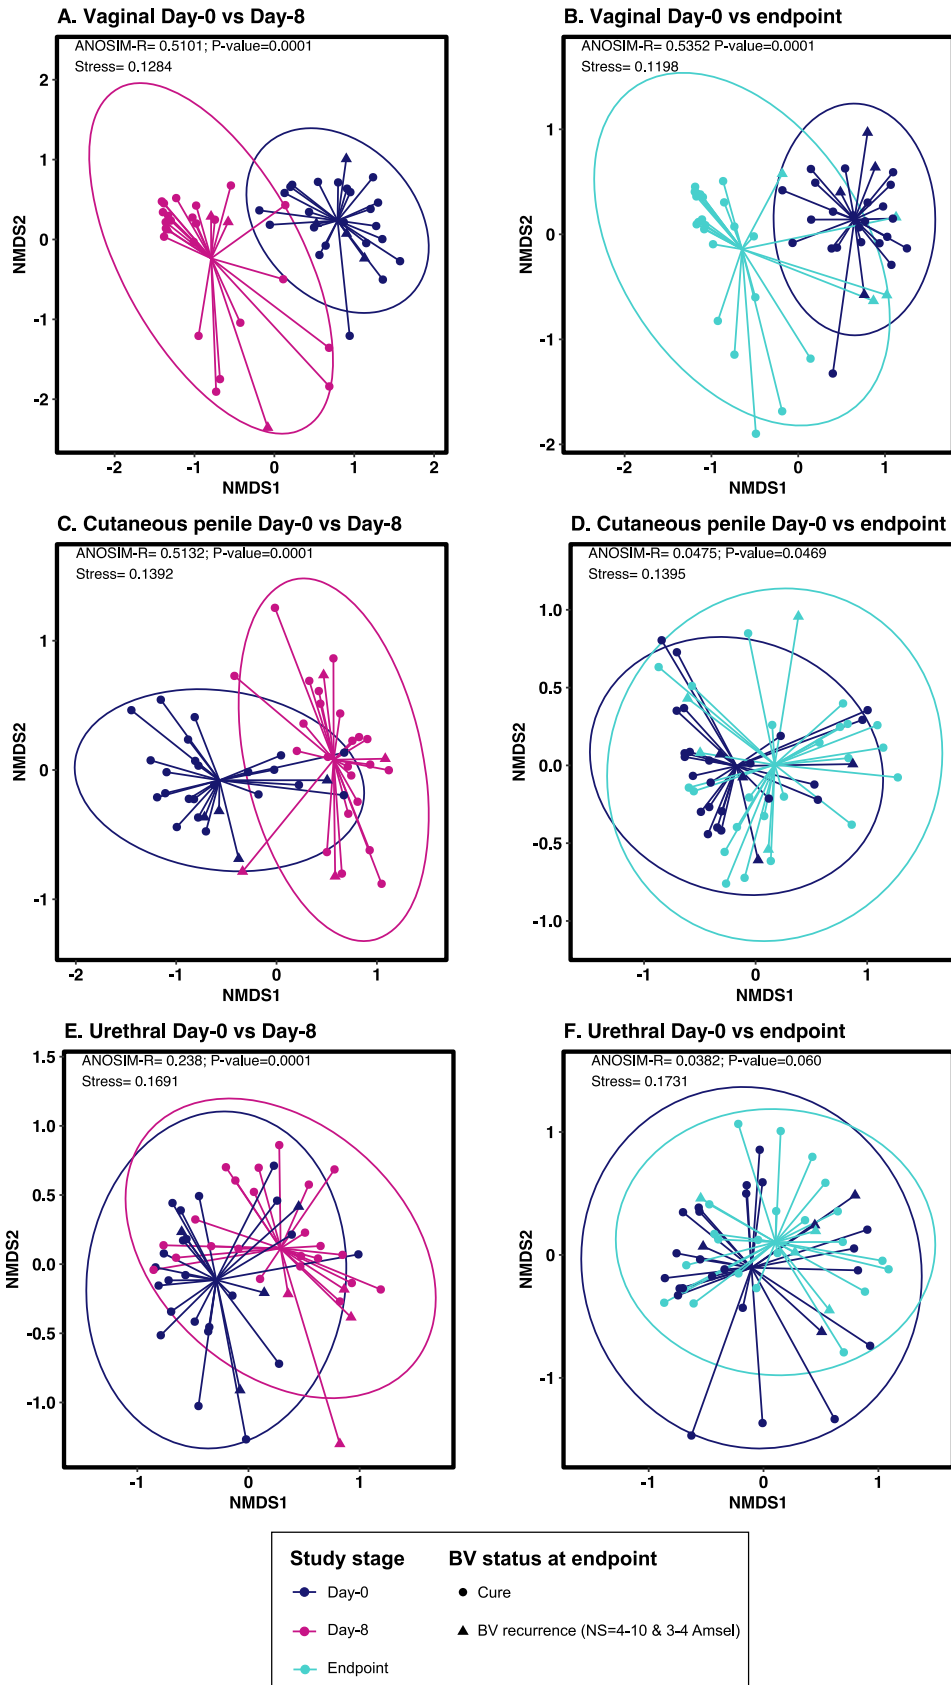 A. Vaginal Day-0 vs Day-8
ANOSIM-R= 0.5101; P-value=0.0001
Stress= 0.1284
2
1
0
-1
-2
NMDS2
-2
-1
0
1
2
NMDS1
B. Vaginal Day-0 vs endpoint
ANOSIM-R= 0.5352 P-value=0.0001
Stress= 0.1198
1
0
-1
-2
NMDS2
-2
-1
0
1
NMDS1
C. Cutaneous penile Day-0 vs Day-8
ANOSIM-R= 0.5132; P-value=0.0001
Stress= 0.1392
1
0
-1
NMDS2
-2
-1
0
1
NMDS1
D. Cutaneous penile Day-0 vs endpoint
ANOSIM-R= 0.0475; P-value=0.0469
Stress= 0.1395
1.0
0.5
0.0
-0.5
-1.0
NMDS2
-1
0
1
NMDS1
E. Urethral Day-0 vs Day-8
ANOSIM-R= 0.238; P-value=0.0001
Stress= 0.1691
1.5
1.0
0.5
0.0
-0.5
-1.0
NMDS2
-1
0
1
NMDS1
F. Urethral Day-0 vs endpoint
ANOSIM-R= 0.0382; P-value=0.060
Stress= 0.1731
1
0
-1
NMDS2
-1
0
1
NMDS1
Study stage
Day-0
Day-8
Endpoint
BV status at endpoint
Cure
BV recurrence (NS=4-10 & 3-4 Amsel)